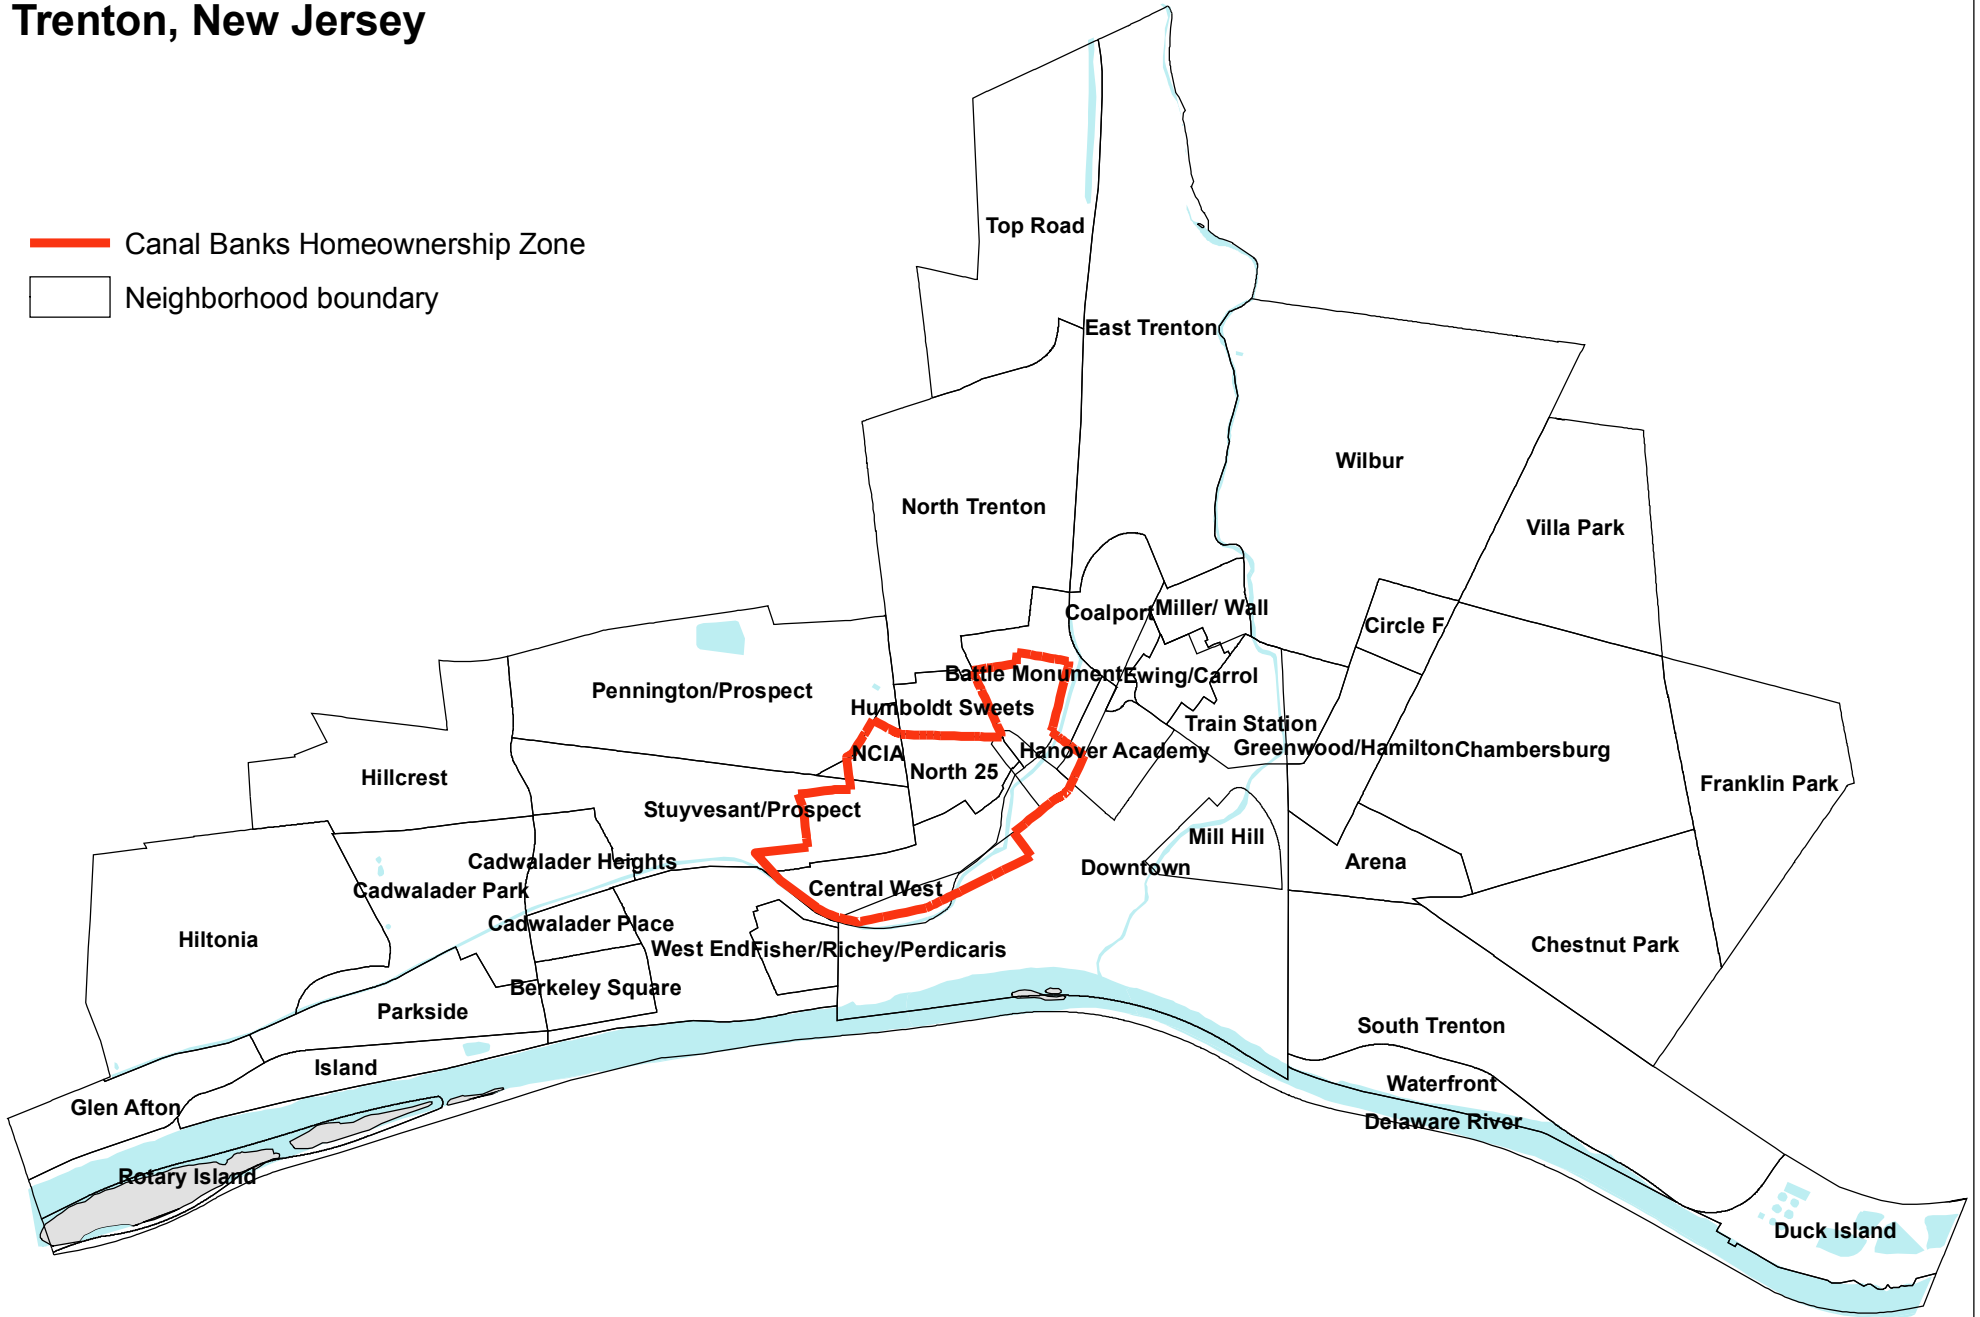 Trenton, New Jersey
Canal Banks Homeownership Zone
Neighborhood boundary
Top Road
East Trenton
Wilbur
North Trenton
Villa Park
Coalport
Miller/ Wall
Circle F
Battle Monument
Ewing/Carrol
Pennington/Prospect
Humboldt Sweets
Train Station
NCIA
Hanover Academy
Greenwood/Hamilton
Chambersburg
North 25
Hillcrest
Franklin Park
Stuyvesant/Prospect
Mill Hill
Cadwalader Heights
Downtown
Arena
Cadwalader Park
Central West
Cadwalader Place
Hiltonia
West End
Fisher/Richey/Perdicaris
Chestnut Park
Berkeley Square
Parkside
South Trenton
Island
Waterfront
Glen Afton
Delaware River
Rotary Island
Duck Island